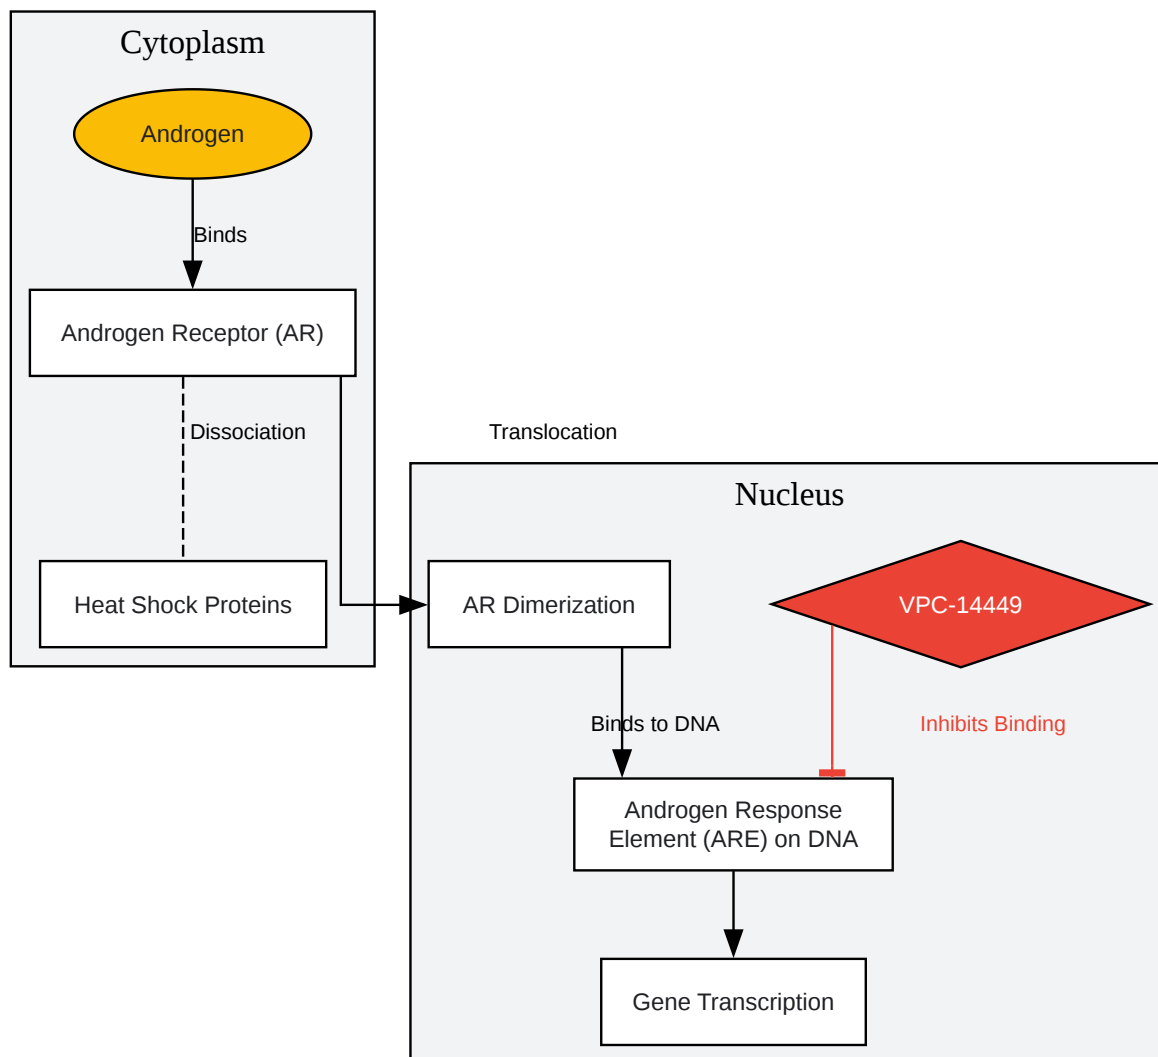 Cytoplasm
Androgen
Binds
Androgen Receptor (AR)
Dissociation
Translocation
Nucleus
Heat Shock Proteins
AR Dimerization
VPC-14449
Binds to DNA
Inhibits Binding
Androgen Response
Element (ARE) on DNA
Gene Transcription